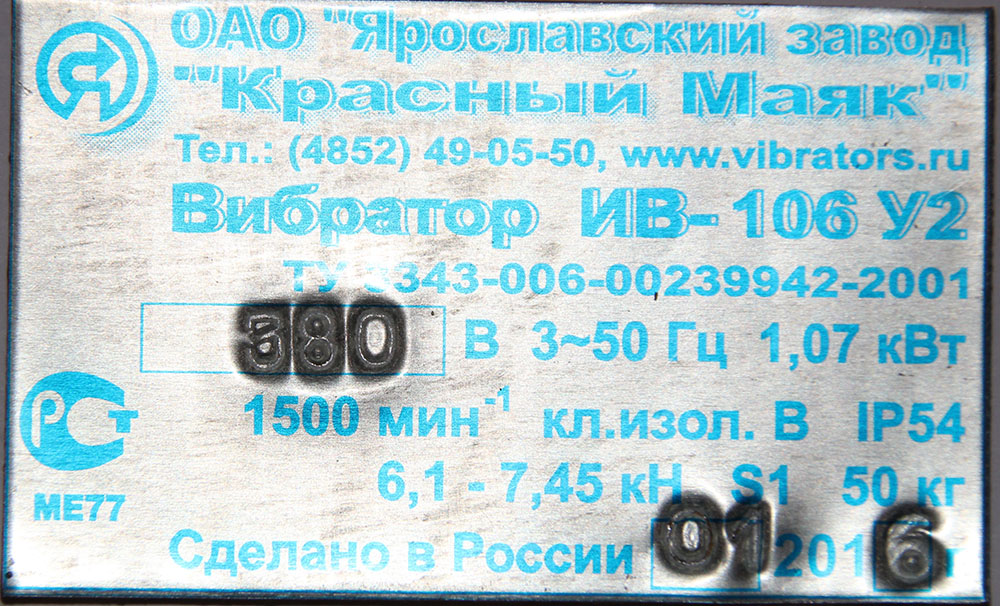 ОАО "Ярославский завод
"Красный Маяк"
Тел.: (4852) 49-05-50, www.vibrators.ru
Вибратор ИВ-106 У2
ТУ 3343-006-00239942-2001
380 В 3~50 Гц 1,07 кВт
1500 мин⁻¹ кл.изол. В IP54
6,1 - 7,45 кН S1 50 кг
РСТ
МЕ77
Сделано в России 01 2016 г